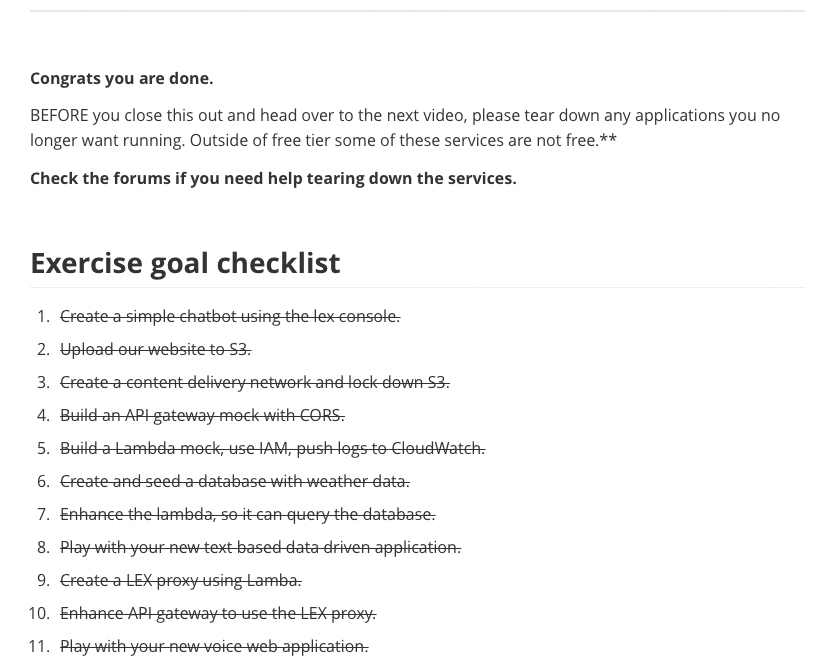 Congrats you are done.
BEFORE you close this out and head over to the next video, please tear down any applications you no
longer want running. Outside of free tier some of these services are not free.**
Check the forums if you need help tearing down the services.
Exercise goal checklist
1. Create a simple chatbot using the lex console.
2. Upload our website to S3.
3. Create a content delivery network and lock down S3.
4. Build an API gateway mock with CORS.
5. Build a Lambda mock, use IAM, push logs to CloudWatch.
6. Create and seed a database with weather data.
7. Enhance the lambda, so it can query the database.
8. Play with your new text based data driven application.
9. Create a LEX proxy using Lamba.
10. Enhance API gateway to use the LEX proxy.
11. Play with your new voice web application.